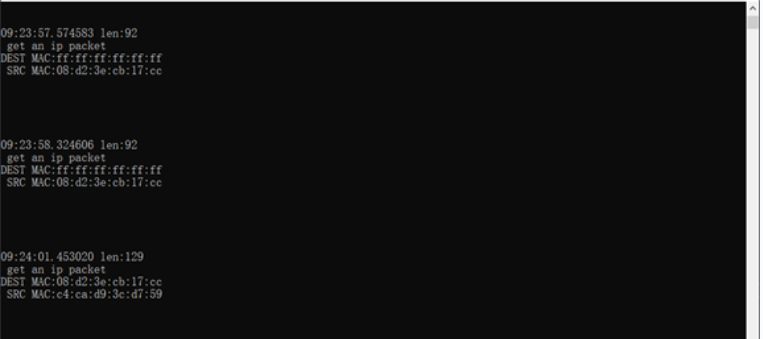 09:23:57.574583 len:92
get an ip packet
DEST MAC:ff:ff:ff:ff:ff:ff
SRC MAC:08:d2:3e:cb:17:cc
09:23:58.324606 len:92
get an ip packet
DEST MAC:ff:ff:ff:ff:ff:ff
SRC MAC:08:d2:3e:cb:17:cc
09:24:01.453020 len:129
get an ip packet
DEST MAC:08:d2:3e:cb:17:cc
SRC MAC:c4:ca:d9:3c:d7:59